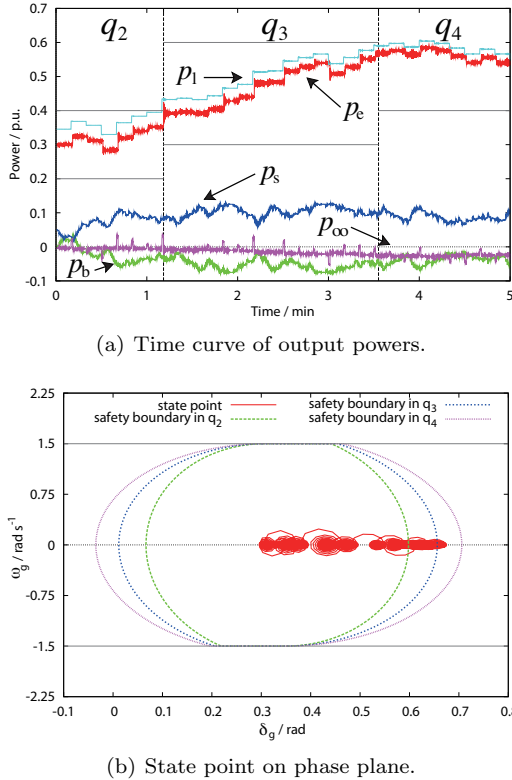 0.7
0.6
0.5
0.4
0.3
0.2
0.1
0
-0.1
Power / p.u.
q2 q3 q4
pl
pe
ps
p∞
pb
0 1 2 3 4 5
Time / min
(a) Time curve of output powers.
2.25
1.5
0.75
0
-0.75
-1.5
-2.25
ωg / rad s-1
state point
safety boundary in q2
safety boundary in q3
safety boundary in q4
-0.1 0 0.1 0.2 0.3 0.4 0.5 0.6 0.7 0.8
δg / rad
(b) State point on phase plane.